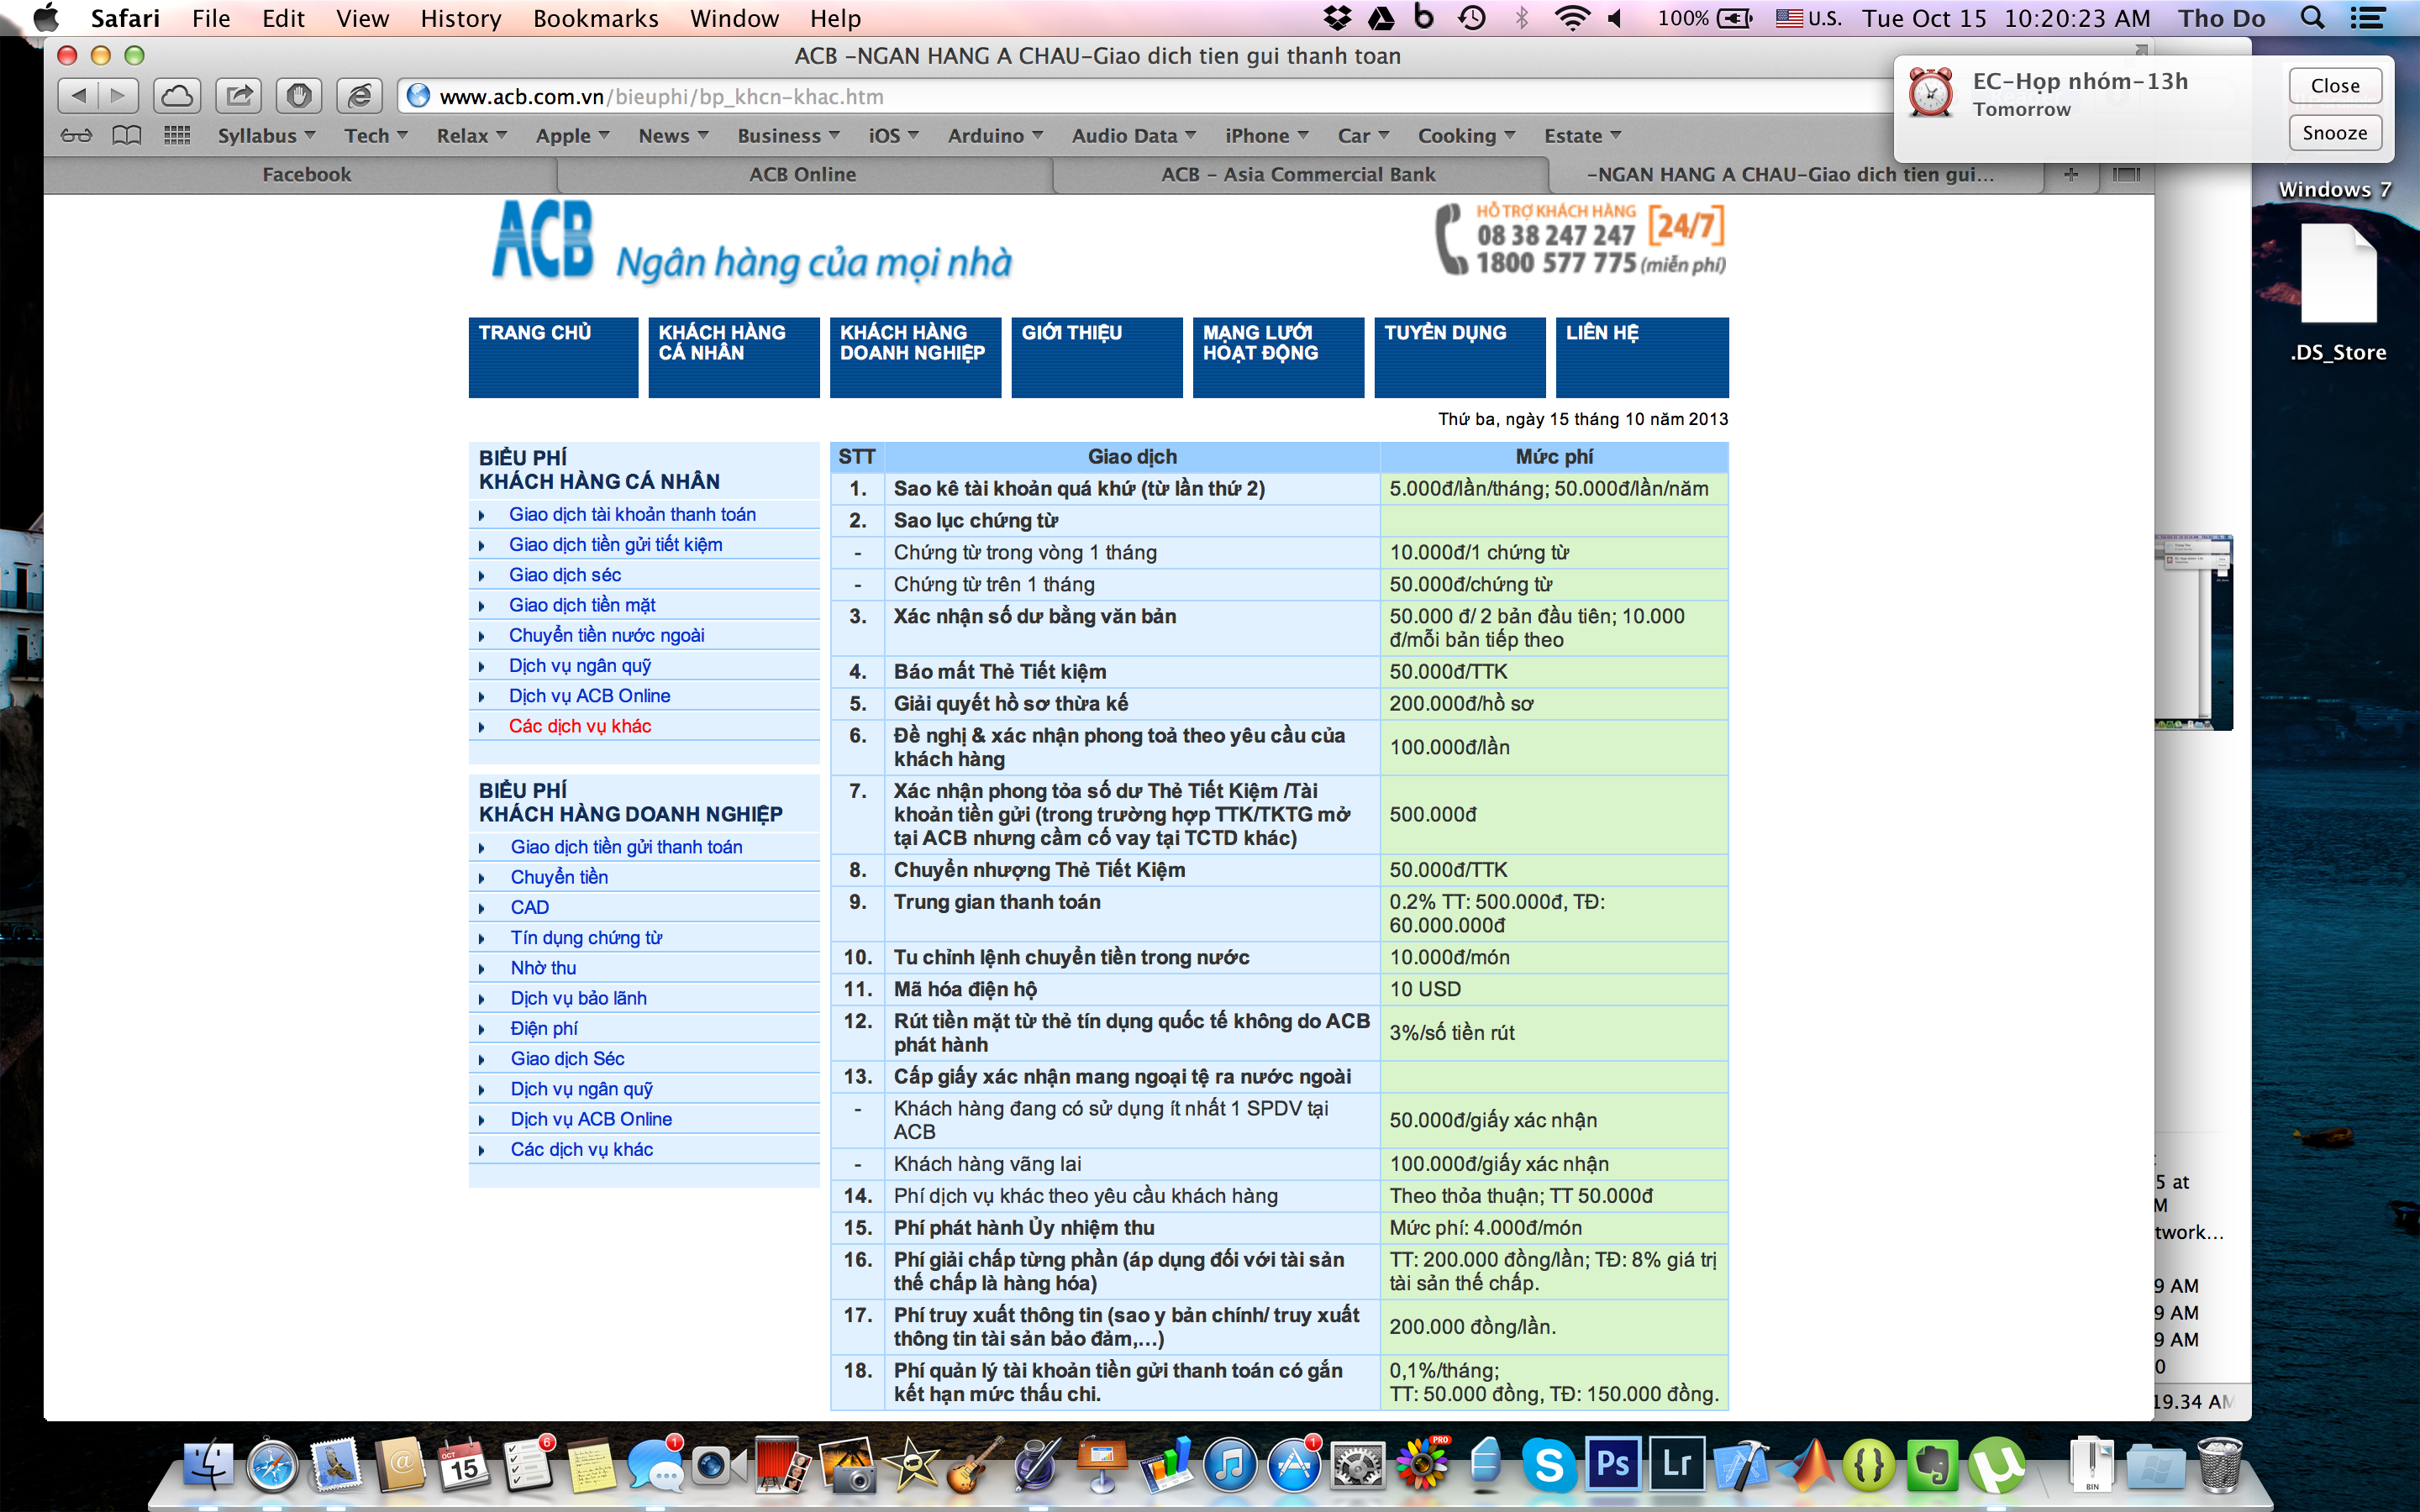 Safari File Edit View History Bookmarks Window Help
100% U.S. Tue Oct 15 10:20:23 AM Tho Do
ACB -NGAN HANG A CHAU-Giao dich tien gui thanh toan
www.acb.com.vn/bieuphi/bp_khcn-khac.htm
EC-Họp nhóm-13h
Tomorrow
Close
Snooze
Syllabus Tech Relax Apple News Business iOS Arduino Audio Data iPhone Car Cooking Estate
Facebook
ACB Online
ACB - Asia Commercial Bank
-NGAN HANG A CHAU-Giao dich tien gui...
Windows 7
.DS_Store
ACB Ngân hàng của mọi nhà
HỖ TRỢ KHÁCH HÀNG [24/7]
08 38 247 247
1800 577 775 (miễn phí)
TRANG CHỦ
KHÁCH HÀNG
CÁ NHÂN
KHÁCH HÀNG
DOANH NGHIỆP
GIỚI THIỆU
MẠNG LƯỚI
HOẠT ĐỘNG
TUYỂN DỤNG
LIÊN HỆ
Thứ ba, ngày 15 tháng 10 năm 2013
BIỂU PHÍ
KHÁCH HÀNG CÁ NHÂN
Giao dịch tài khoản thanh toán
Giao dịch tiền gửi tiết kiệm
Giao dịch séc
Giao dịch tiền mặt
Chuyển tiền nước ngoài
Dịch vụ ngân quỹ
Dịch vụ ACB Online
Các dịch vụ khác
BIỂU PHÍ
KHÁCH HÀNG DOANH NGHIỆP
Giao dịch tiền gửi thanh toán
Chuyển tiền
CAD
Tín dụng chứng từ
Nhờ thu
Dịch vụ bảo lãnh
Điện phí
Giao dịch Séc
Dịch vụ ngân quỹ
Dịch vụ ACB Online
Các dịch vụ khác
STT Giao dịch Mức phí
1. Sao kê tài khoản quá khứ (từ lần thứ 2) 5.000đ/lần/tháng; 50.000đ/lần/năm
2. Sao lục chứng từ
- Chứng từ trong vòng 1 tháng 10.000đ/1 chứng từ
- Chứng từ trên 1 tháng 50.000đ/chứng từ
3. Xác nhận số dư bằng văn bản 50.000 đ/ 2 bản đầu tiên; 10.000
đ/mỗi bản tiếp theo
4. Báo mất Thẻ Tiết kiệm 50.000đ/TTK
5. Giải quyết hồ sơ thừa kế 200.000đ/hồ sơ
6. Đề nghị & xác nhận phong toả theo yêu cầu của
khách hàng 100.000đ/lần
7. Xác nhận phong tỏa số dư Thẻ Tiết Kiệm /Tài
khoản tiền gửi (trong trường hợp TTK/TKTG mở
tại ACB nhưng cầm cố vay tại TCTD khác) 500.000đ
8. Chuyển nhượng Thẻ Tiết Kiệm 50.000đ/TTK
9. Trung gian thanh toán 0.2% TT: 500.000đ, TĐ:
60.000.000đ
10. Tu chỉnh lệnh chuyển tiền trong nước 10.000đ/món
11. Mã hóa điện hộ 10 USD
12. Rút tiền mặt từ thẻ tín dụng quốc tế không do ACB
phát hành 3%/số tiền rút
13. Cấp giấy xác nhận mang ngoại tệ ra nước ngoài
- Khách hàng đang có sử dụng ít nhất 1 SPDV tại
ACB 50.000đ/giấy xác nhận
- Khách hàng vãng lai 100.000đ/giấy xác nhận
14. Phí dịch vụ khác theo yêu cầu khách hàng Theo thỏa thuận; TT 50.000đ
15. Phí phát hành Ủy nhiệm thu Mức phí: 4.000đ/món
16. Phí giải chấp từng phần (áp dụng đối với tài sản
thế chấp là hàng hóa) TT: 200.000 đồng/lần; TĐ: 8% giá trị
tài sản thế chấp.
17. Phí truy xuất thông tin (sao y bản chính/ truy xuất
thông tin tài sản bảo đảm,...) 200.000 đồng/lần.
18. Phí quản lý tài khoản tiền gửi thanh toán có gắn
kết hạn mức thấu chi. 0,1%/tháng;
TT: 50.000 đồng, TĐ: 150.000 đồng.
5 at
M
twork...
9 AM
9 AM
9 AM
0
19.34 AM
OCT
15
6
1
1
PRO
Ps
Lr
BIN